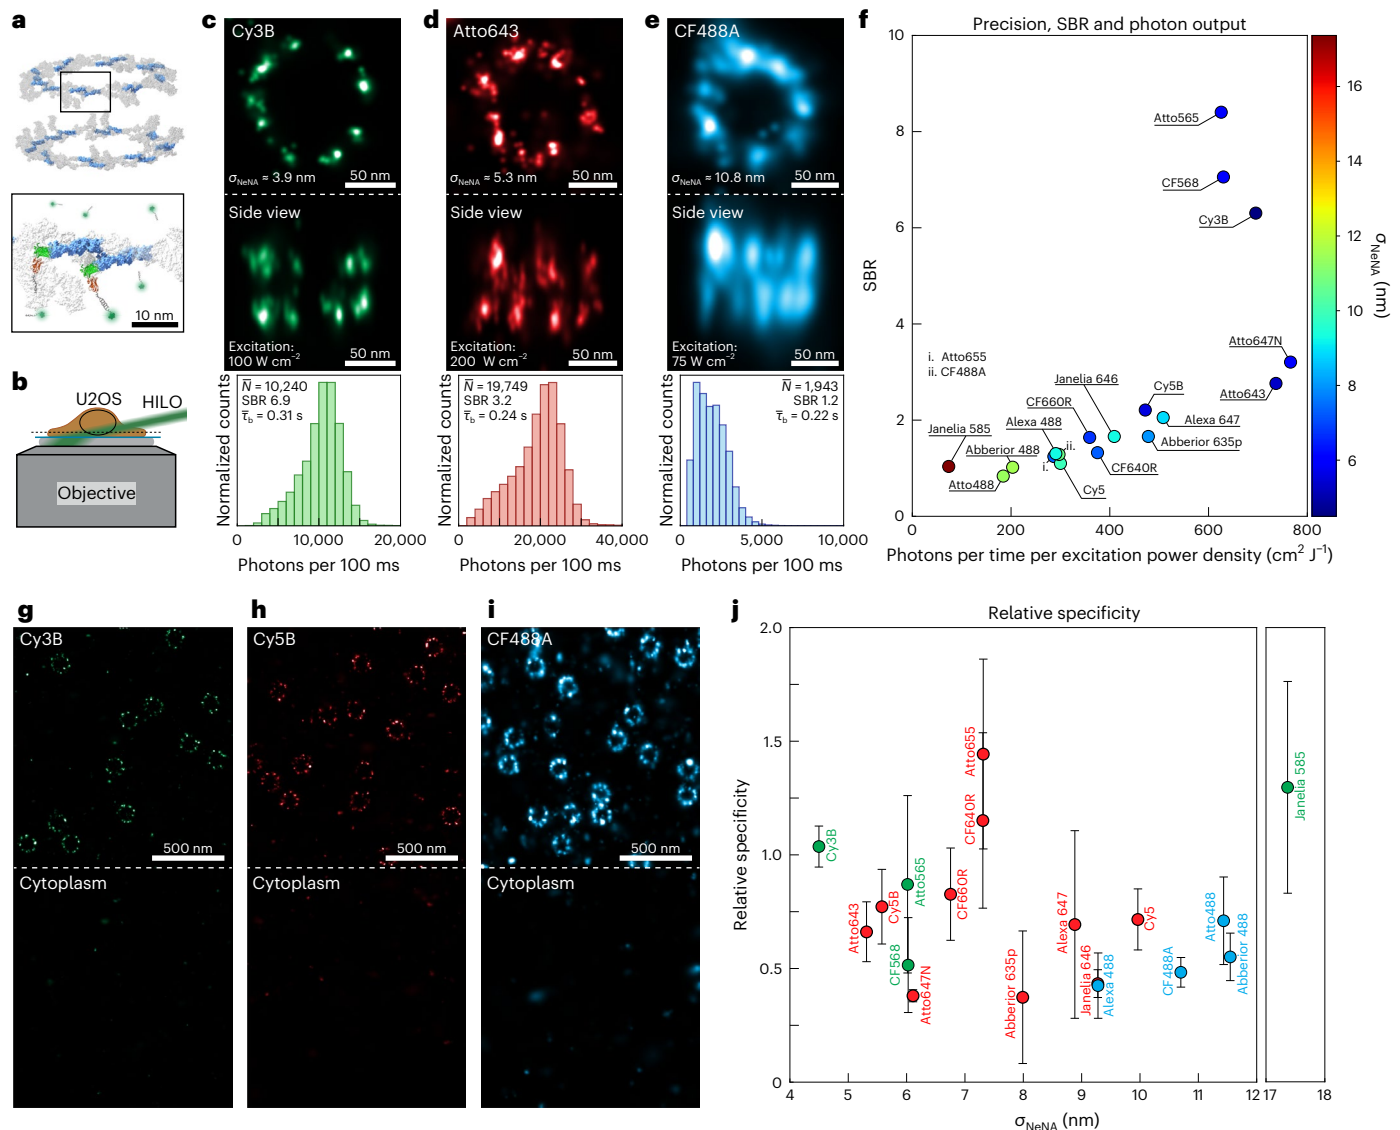 a
10 nm
b
U2OS
HILO
Objective
c
Cy3B
σNeNA ≈ 3.9 nm
50 nm
Side view
Excitation:
100 W cm−2
50 nm
N̅ = 10,240
SBR 6.9
τ̅b = 0.31 s
Normalized counts
0
10,000
20,000
Photons per 100 ms
d
Atto643
σNeNA ≈ 5.3 nm
50 nm
Side view
Excitation:
200 W cm−2
50 nm
N̅ = 19,749
SBR 3.2
τ̅b = 0.24 s
Normalized counts
0
20,000
40,000
Photons per 100 ms
e
CF488A
σNeNA ≈ 10.8 nm
50 nm
Side view
Excitation:
75 W cm−2
50 nm
N̅ = 1,943
SBR 1.2
τ̅b = 0.22 s
Normalized counts
0
5,000
10,000
Photons per 100 ms
f
Precision, SBR and photon output
10
8
6
4
2
0
SBR
Atto565
CF568
Cy3B
Atto647N
Atto643
i. Atto655
ii. CF488A
Janelia 646
Cy5B
CF660R
Alexa 647
Janelia 585
Alexa 488
Abberior 635p
Abberior 488
ii.
i.
CF640R
Atto488
Cy5
0
200
400
600
800
Photons per time per excitation power density (cm2 J−1)
16
14
12
10
8
6
σNeNA (nm)
g
Cy3B
500 nm
Cytoplasm
h
Cy5B
500 nm
Cytoplasm
i
CF488A
500 nm
Cytoplasm
j
Relative specificity
2.0
1.5
1.0
0.5
0
Relative specificity
Cy3B
Atto643
Cy5B
Atto565
CF568
Atto647N
CF660R
Atto655
CF640R
Abberior 635p
Alexa 647
Janelia 646
Alexa 488
Cy5
CF488A
Atto488
Abberior 488
Janelia 585
4
5
6
7
8
9
10
11
12
17
18
σNeNA (nm)